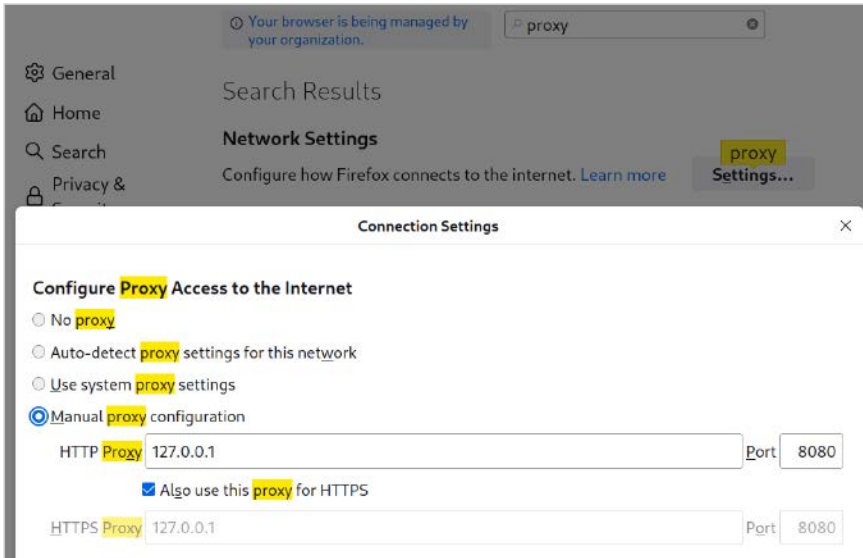 Your browser is being managed by
your organization.
proxy
General
Home
Search
Privacy &
Search Results
Network Settings
Configure how Firefox connects to the internet. Learn more
proxy
Settings...
Connection Settings
Configure Proxy Access to the Internet
No proxy
Auto-detect proxy settings for this network
Use system proxy settings
Manual proxy configuration
HTTP Proxy 127.0.0.1 Port 8080
Also use this proxy for HTTPS
HTTPS Proxy 127.0.0.1 Port 8080